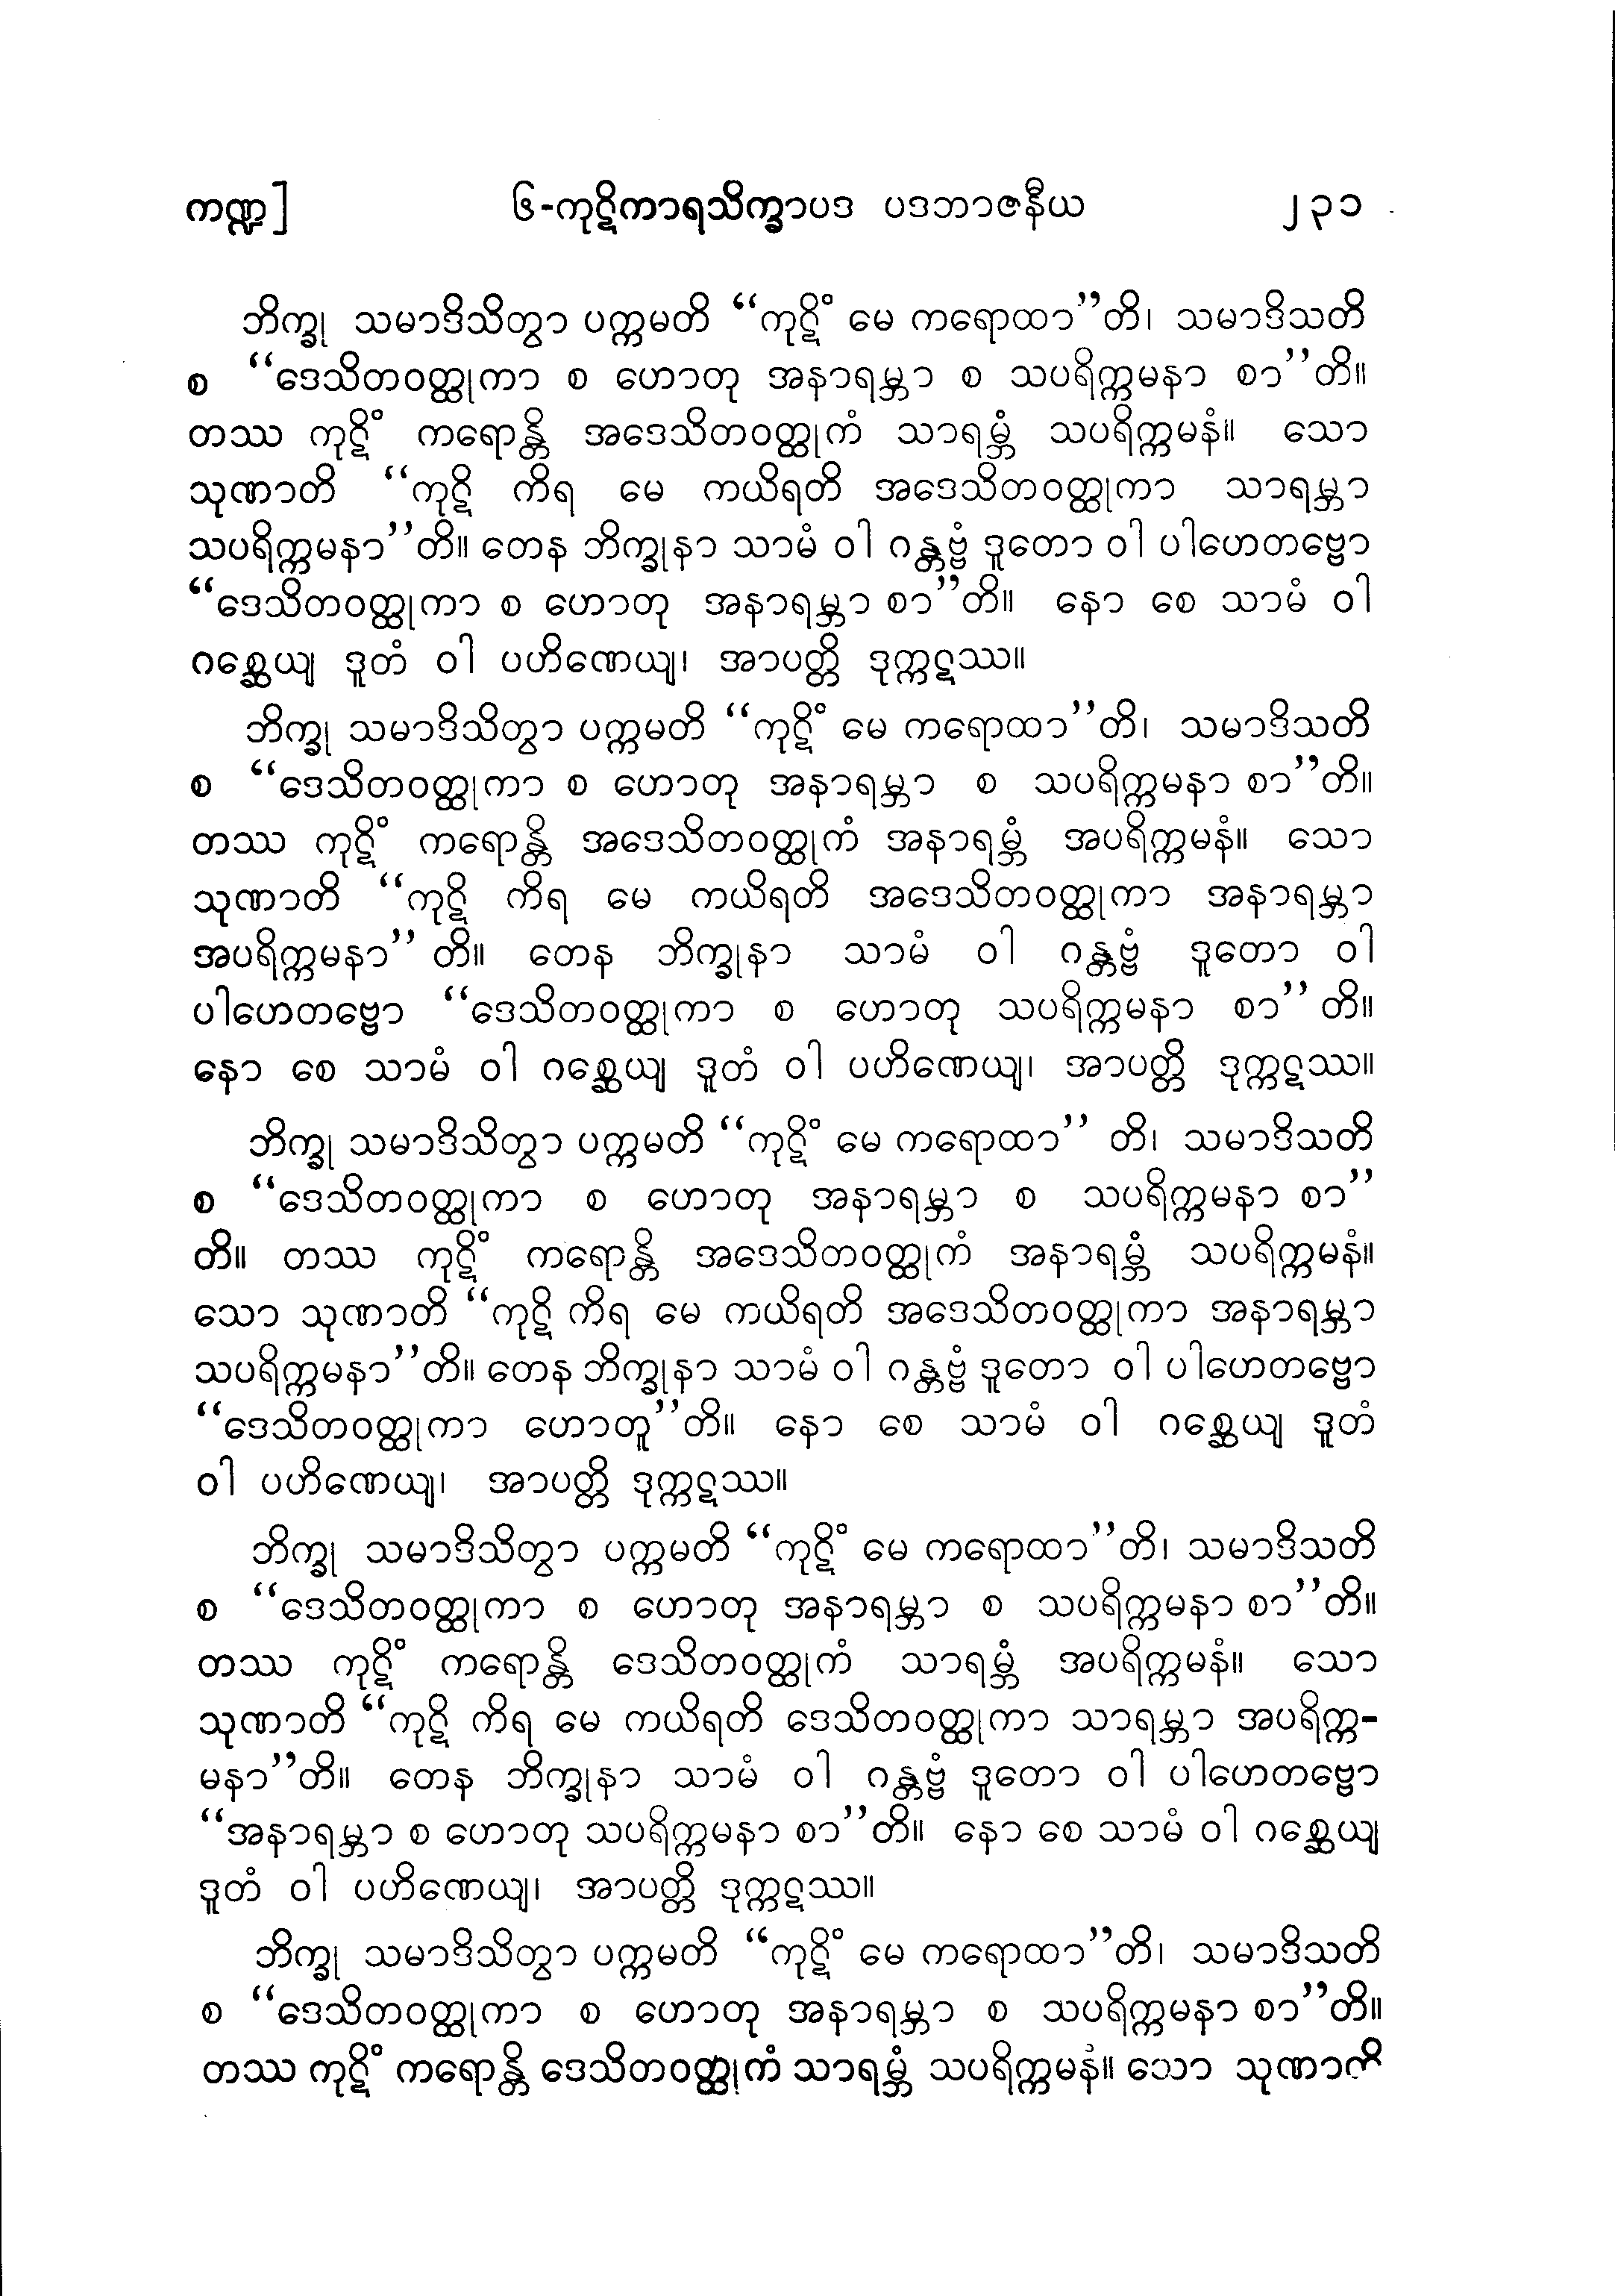 ကဏ္ဍ] ၆-ကုဋိကာရသိက္ခာပဒ ပဒဘာဇနီယ ၂၃၁
ဘိက္ခု သမာဒိသိတွာ ပက္ကမတိ “ကုဋိံ မေ ကရောထာ”တိ၊ သမာဒိသတိ
စ “ဒေသိတဝတ္ထုကာ စ ဟောတု အနာရမ္ဘာ စ သပရိက္ကမနာ စာ”တိ။
တဿ ကုဋိံ ကရောန္တိ အဒေသိတဝတ္ထုကံ သာရမ္ဘံ သပရိက္ကမနံ။ သော
သုဏာတိ “ကုဋိ ကိရ မေ ကယိရတိ အဒေသိတဝတ္ထုကာ သာရမ္ဘာ
သပရိက္ကမနာ”တိ။ တေန ဘိက္ခုနာ သာမံ ဝါ ဂန္တဗ္ဗံ ဒူတော ဝါ ပါဟေတဗ္ဗော
“ဒေသိတဝတ္ထုကာ စ ဟောတု အနာရမ္ဘာ စာ”တိ။ နော စေ သာမံ ဝါ
ဂစ္ဆေယျ ဒူတံ ဝါ ပဟိဏေယျ၊ အာပတ္တိ ဒုက္ကဋဿ။
ဘိက္ခု သမာဒိသိတွာ ပက္ကမတိ “ကုဋိံ မေ ကရောထာ”တိ၊ သမာဒိသတိ
စ “ဒေသိတဝတ္ထုကာ စ ဟောတု အနာရမ္ဘာ စ သပရိက္ကမနာ စာ”တိ။
တဿ ကုဋိံ ကရောန္တိ အဒေသိတဝတ္ထုကံ အနာရမ္ဘံ အပရိက္ကမနံ။ သော
သုဏာတိ “ကုဋိ ကိရ မေ ကယိရတိ အဒေသိတဝတ္ထုကာ အနာရမ္ဘာ
အပရိက္ကမနာ” တိ။ တေန ဘိက္ခုနာ သာမံ ဝါ ဂန္တဗ္ဗံ ဒူတော ဝါ
ပါဟေတဗ္ဗော “ဒေသိတဝတ္ထုကာ စ ဟောတု သပရိက္ကမနာ စာ” တိ။
နော စေ သာမံ ဝါ ဂစ္ဆေယျ ဒူတံ ဝါ ပဟိဏေယျ၊ အာပတ္တိ ဒုက္ကဋဿ။
ဘိက္ခု သမာဒိသိတွာ ပက္ကမတိ “ကုဋိံ မေ ကရောထာ” တိ၊ သမာဒိသတိ
စ “ဒေသိတဝတ္ထုကာ စ ဟောတု အနာရမ္ဘာ စ သပရိက္ကမနာ စာ”
တိ။ တဿ ကုဋိံ ကရောန္တိ အဒေသိတဝတ္ထုကံ အနာရမ္ဘံ သပရိက္ကမနံ။
သော သုဏာတိ “ကုဋိ ကိရ မေ ကယိရတိ အဒေသိတဝတ္ထုကာ အနာရမ္ဘာ
သပရိက္ကမနာ”တိ။ တေန ဘိက္ခုနာ သာမံ ဝါ ဂန္တဗ္ဗံ ဒူတော ဝါ ပါဟေတဗ္ဗော
“ဒေသိတဝတ္ထုကာ ဟောတူ”တိ။ နော စေ သာမံ ဝါ ဂစ္ဆေယျ ဒူတံ
ဝါ ပဟိဏေယျ၊ အာပတ္တိ ဒုက္ကဋဿ။
ဘိက္ခု သမာဒိသိတွာ ပက္ကမတိ “ကုဋိံ မေ ကရောထာ”တိ၊ သမာဒိသတိ
စ “ဒေသိတဝတ္ထုကာ စ ဟောတု အနာရမ္ဘာ စ သပရိက္ကမနာ စာ”တိ။
တဿ ကုဋိံ ကရောန္တိ ဒေသိတဝတ္ထုကံ သာရမ္ဘံ အပရိက္ကမနံ။ သော
သုဏာတိ “ကုဋိ ကိရ မေ ကယိရတိ ဒေသိတဝတ္ထုကာ သာရမ္ဘာ အပရိက္က-
မနာ”တိ။ တေန ဘိက္ခုနာ သာမံ ဝါ ဂန္တဗ္ဗံ ဒူတော ဝါ ပါဟေတဗ္ဗော
“အနာရမ္ဘာ စ ဟောတု သပရိက္ကမနာ စာ”တိ။ နော စေ သာမံ ဝါ ဂစ္ဆေယျ
ဒူတံ ဝါ ပဟိဏေယျ၊ အာပတ္တိ ဒုက္ကဋဿ။
ဘိက္ခု သမာဒိသိတွာ ပက္ကမတိ “ကုဋိံ မေ ကရောထာ”တိ၊ သမာဒိသတိ
စ “ဒေသိတဝတ္ထုကာ စ ဟောတု အနာရမ္ဘာ စ သပရိက္ကမနာ စာ”တိ။
တဿ ကုဋိံ ကရောန္တိ ဒေသိတဝတ္ထုကံ သာရမ္ဘံ သပရိက္ကမနံ။ သော သုဏာတိ